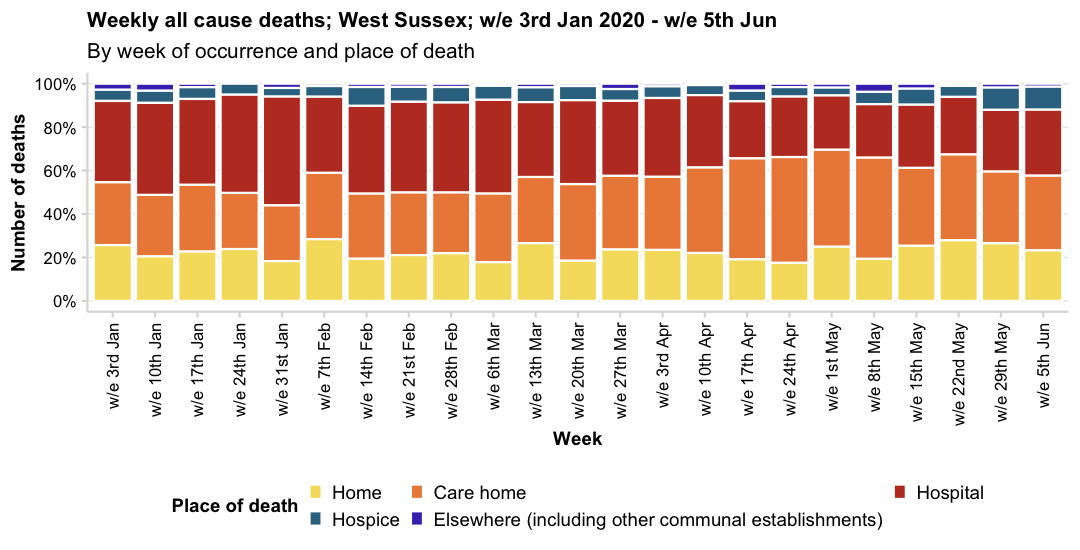 Weekly all cause deaths; West Sussex; w/e 3rd Jan 2020 - w/e 5th Jun
By week of occurrence and place of death
Number of deaths
100%
80%
60%
40%
20%
0%
w/e 3rd Jan
w/e 10th Jan
w/e 17th Jan
w/e 24th Jan
w/e 31st Jan
w/e 7th Feb
w/e 14th Feb
w/e 21st Feb
w/e 28th Feb
w/e 6th Mar
w/e 13th Mar
w/e 20th Mar
w/e 27th Mar
w/e 3rd Apr
w/e 10th Apr
w/e 17th Apr
w/e 24th Apr
w/e 1st May
w/e 8th May
w/e 15th May
w/e 22nd May
w/e 29th May
w/e 5th Jun
Week
Place of death
Home
Care home
Hospital
Hospice
Elsewhere (including other communal establishments)